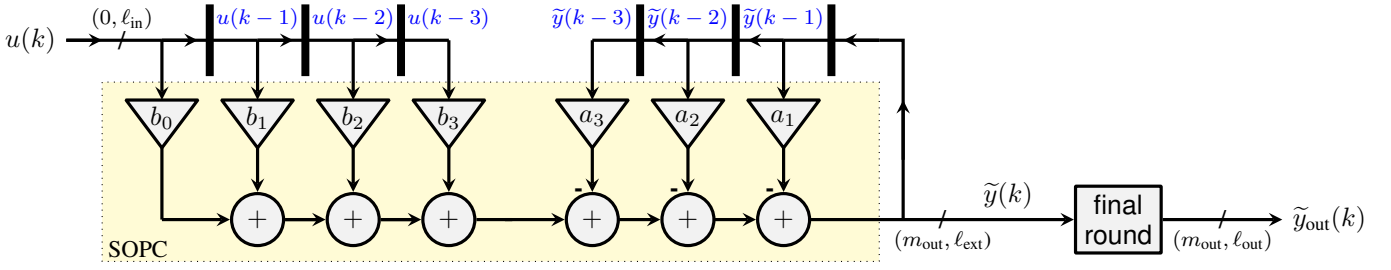 u(k) (0, ℓ_in) u(k−1) u(k−2) u(k−3) ỹ(k−3) ỹ(k−2) ỹ(k−1)
b_0 b_1 b_2 b_3 a_3 a_2 a_1
- - -
+ + + + + + ỹ(k) final round ỹ_out(k)
SOPC (m_out, ℓ_ext) (m_out, ℓ_out)